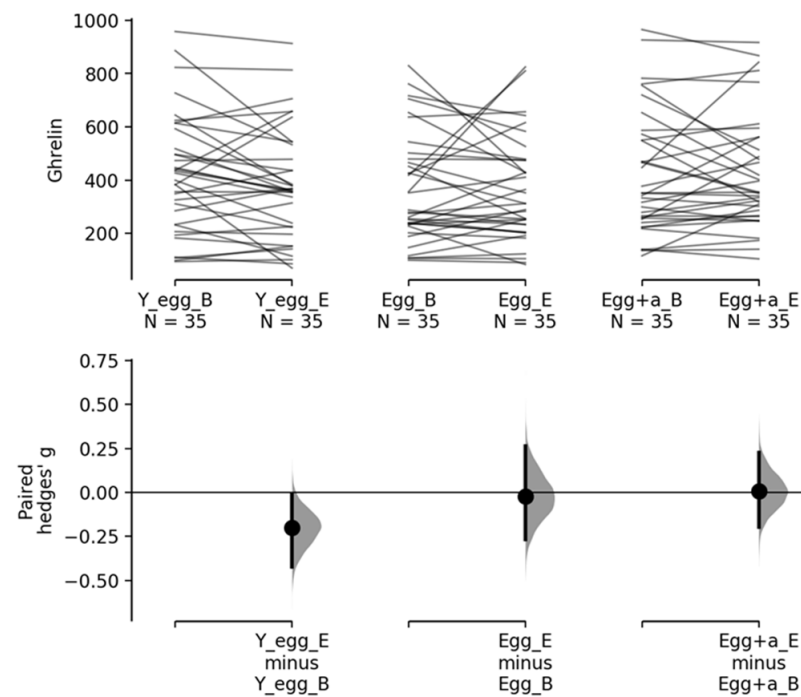 1000
800
600
400
200
Ghrelin
Y_egg_B
N = 35
Y_egg_E
N = 35
Egg_B
N = 35
Egg_E
N = 35
Egg+a_B
N = 35
Egg+a_E
N = 35
0.75
0.50
0.25
0.00
−0.25
−0.50
Paired
hedges' g
Y_egg_E
minus
Y_egg_B
Egg_E
minus
Egg_B
Egg+a_E
minus
Egg+a_B